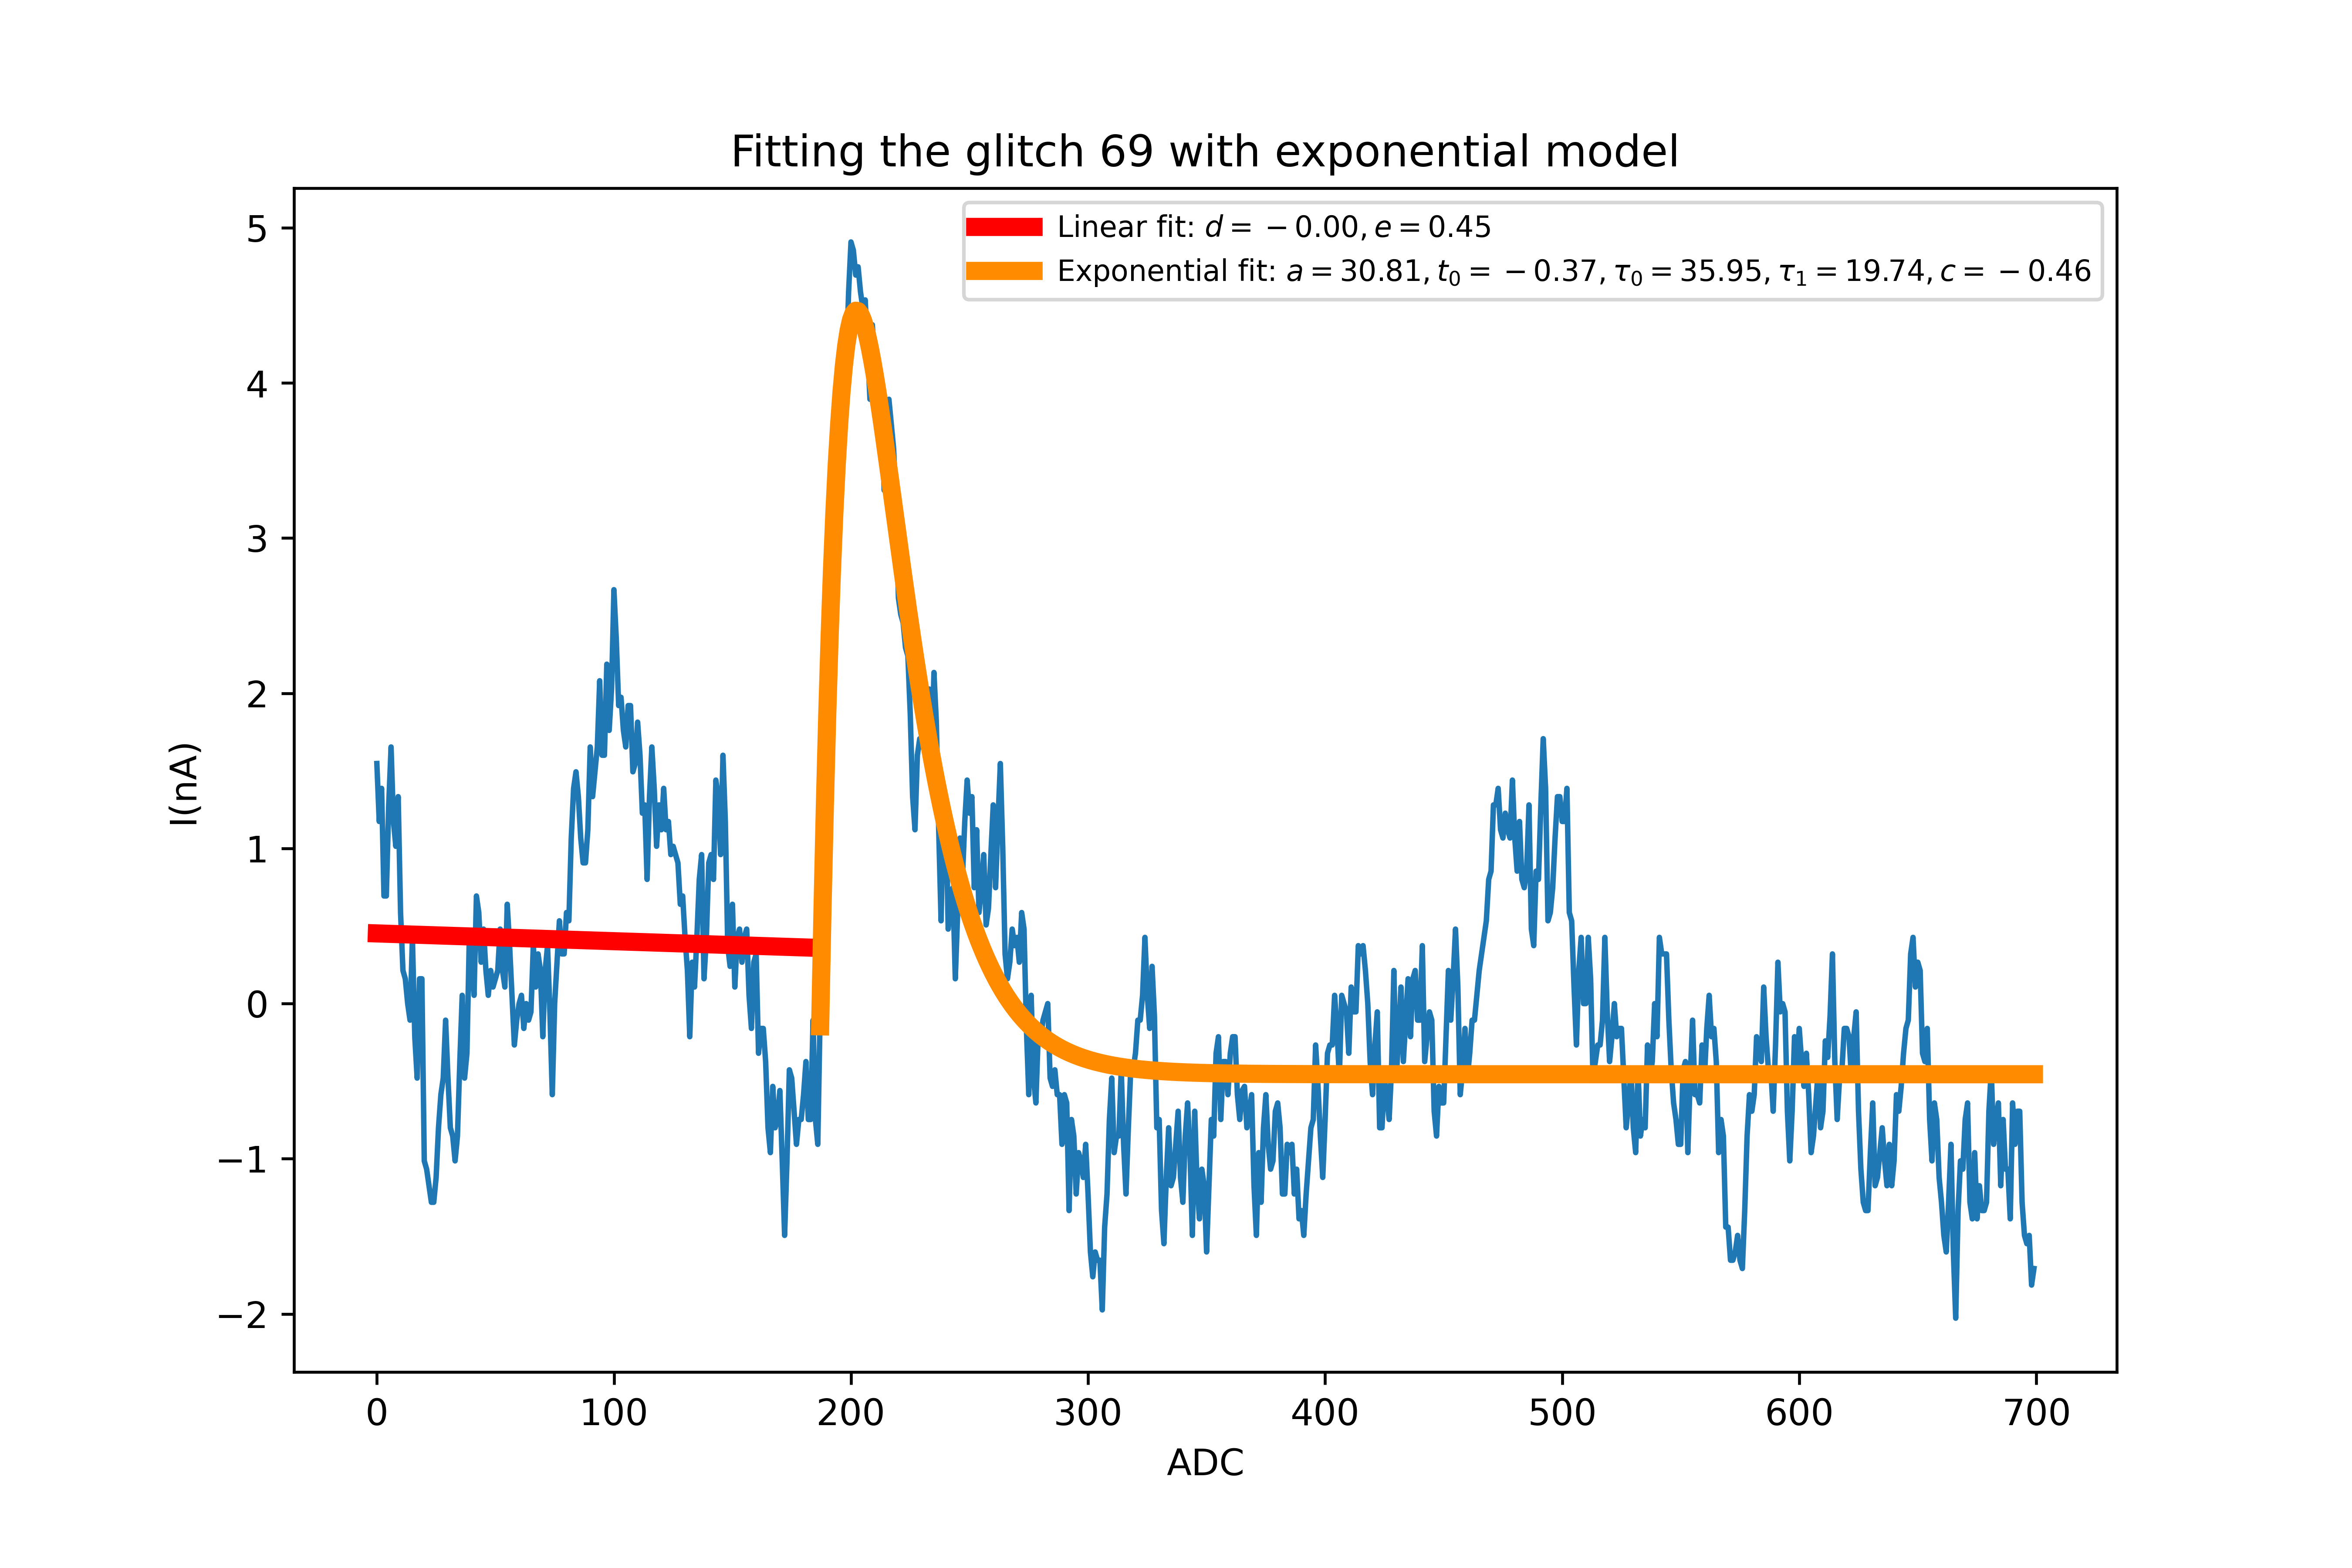 Fitting the glitch 69 with exponential model
Linear fit: d = −0.00, e = 0.45
Exponential fit: a = 30.81, t₀ = −0.37, τ₀ = 35.95, τ₁ = 19.74, c = −0.46
5
4
3
2
1
0
−1
−2
I(nA)
0 100 200 300 400 500 600 700
ADC